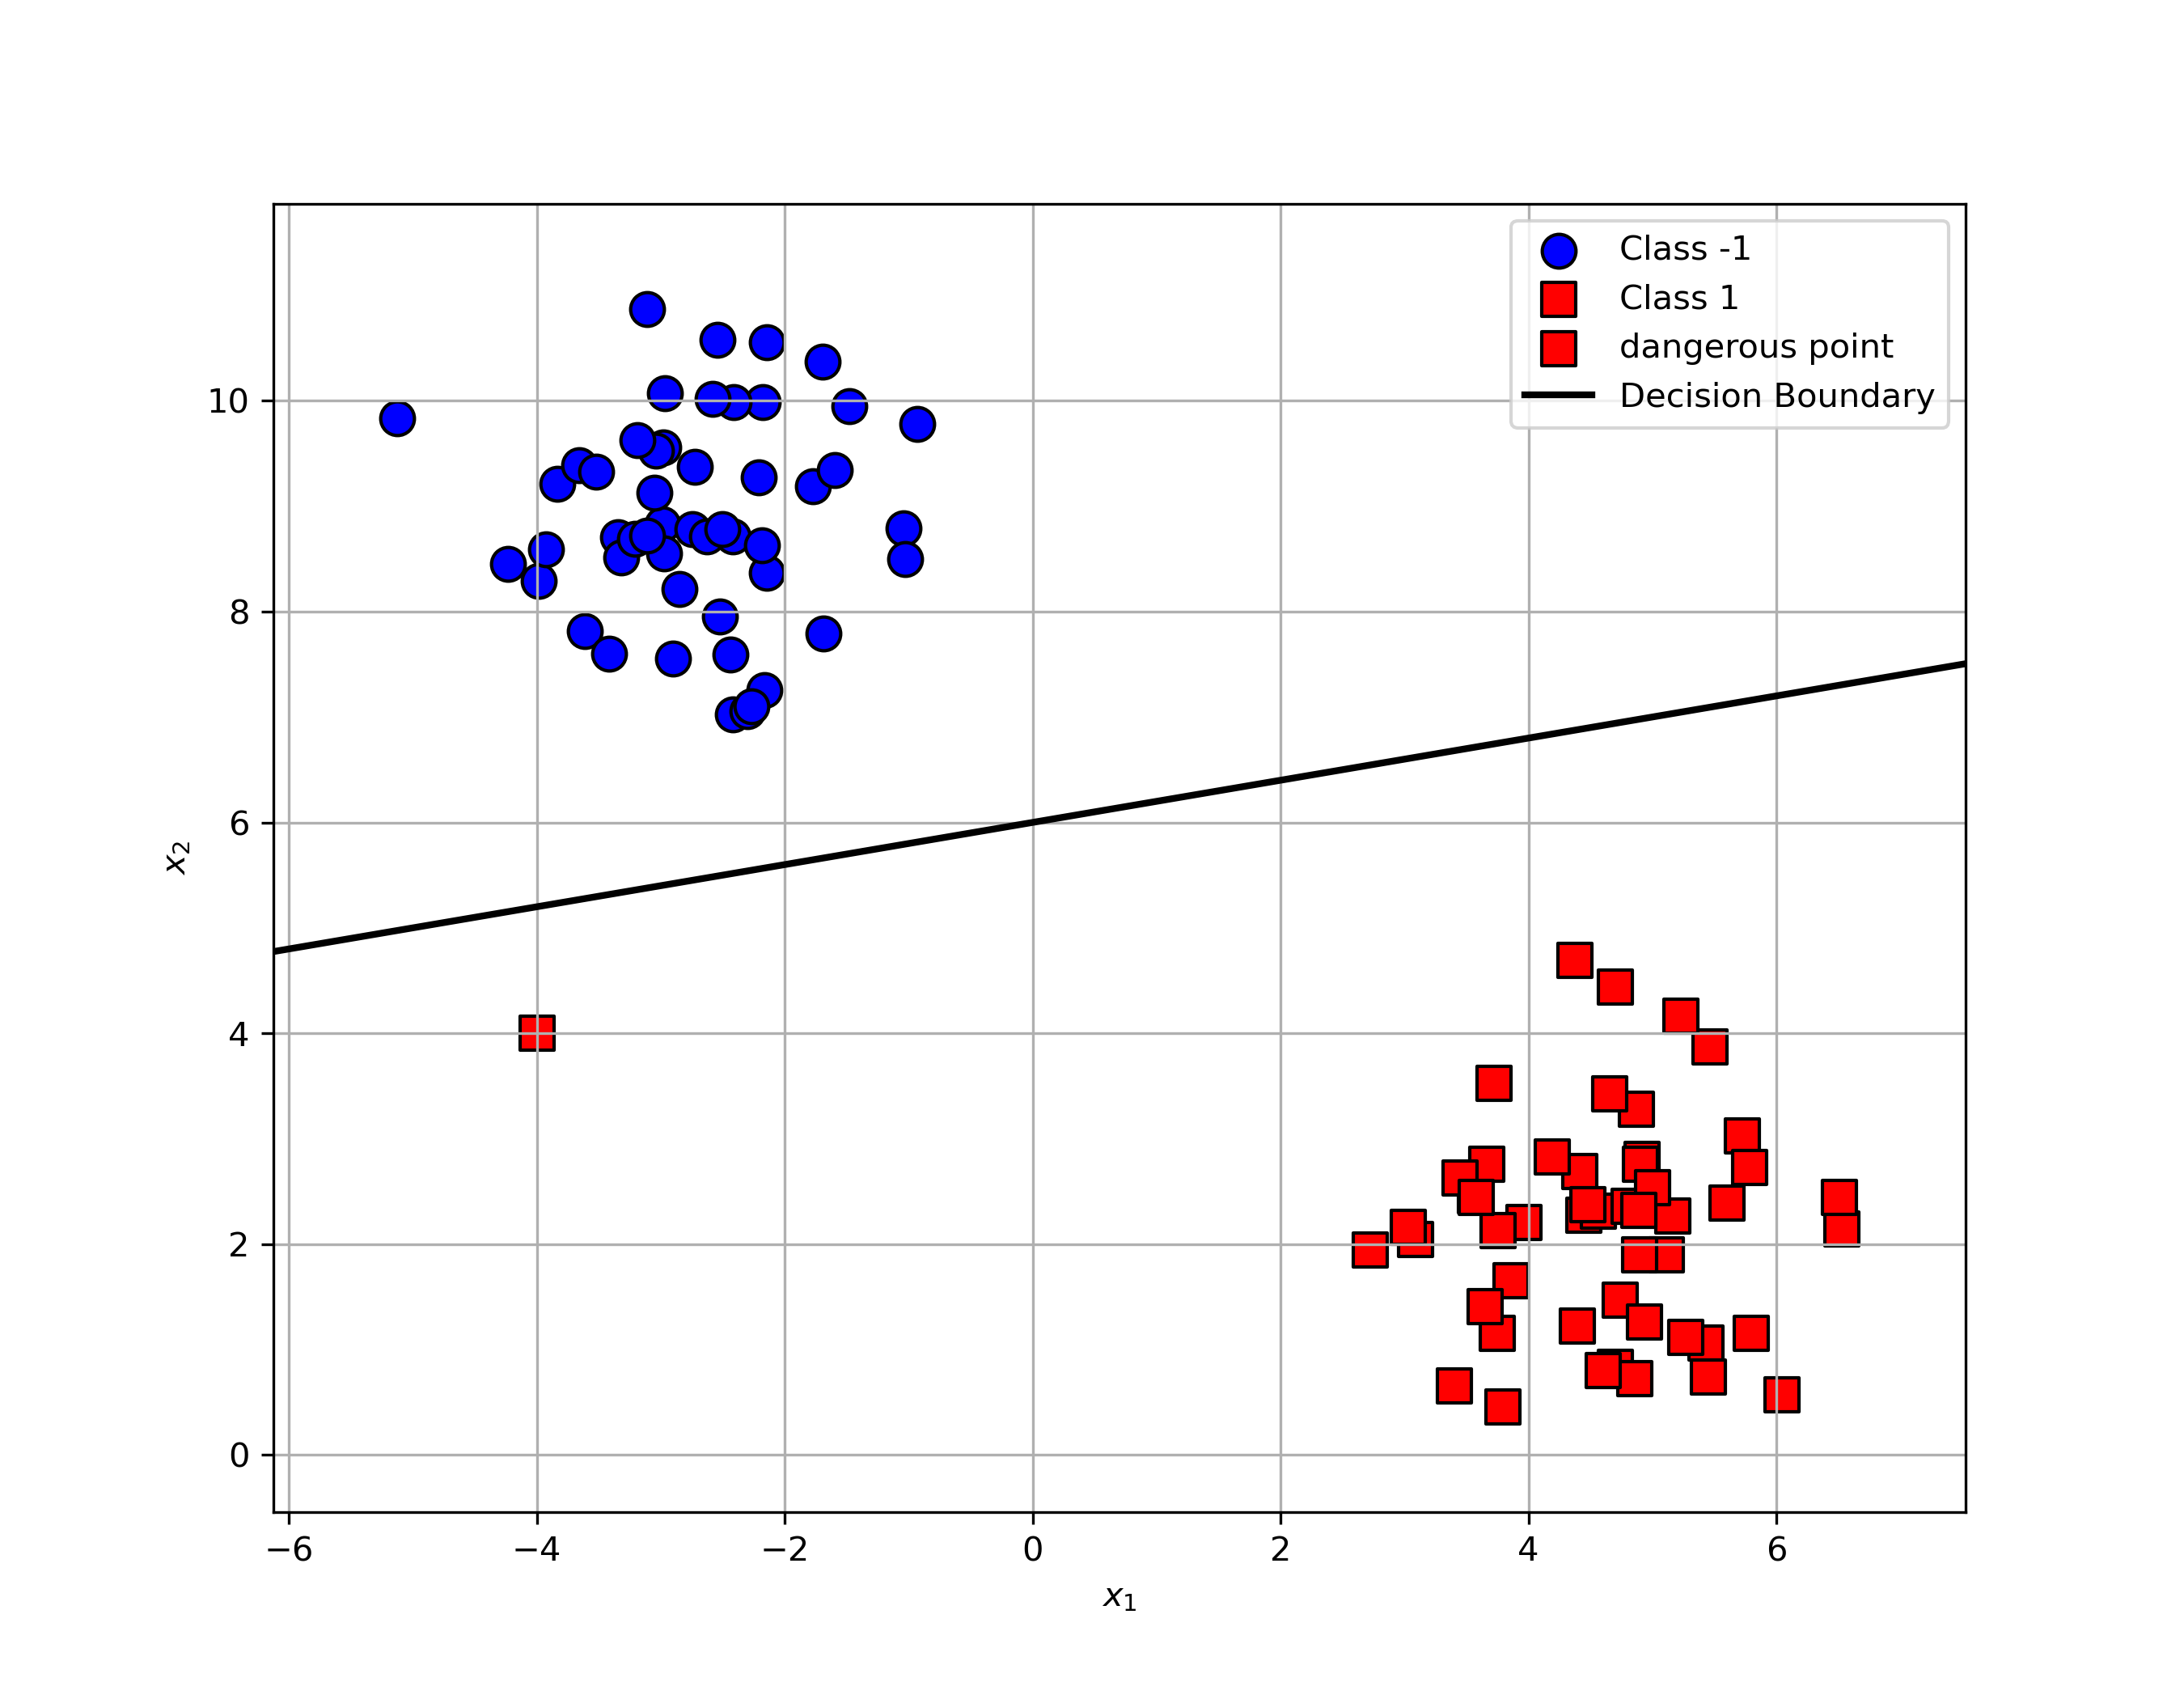 Class -1
Class 1
dangerous point
Decision Boundary
10
8
6
4
2
0
x₂
−6 −4 −2 0 2 4 6
x₁